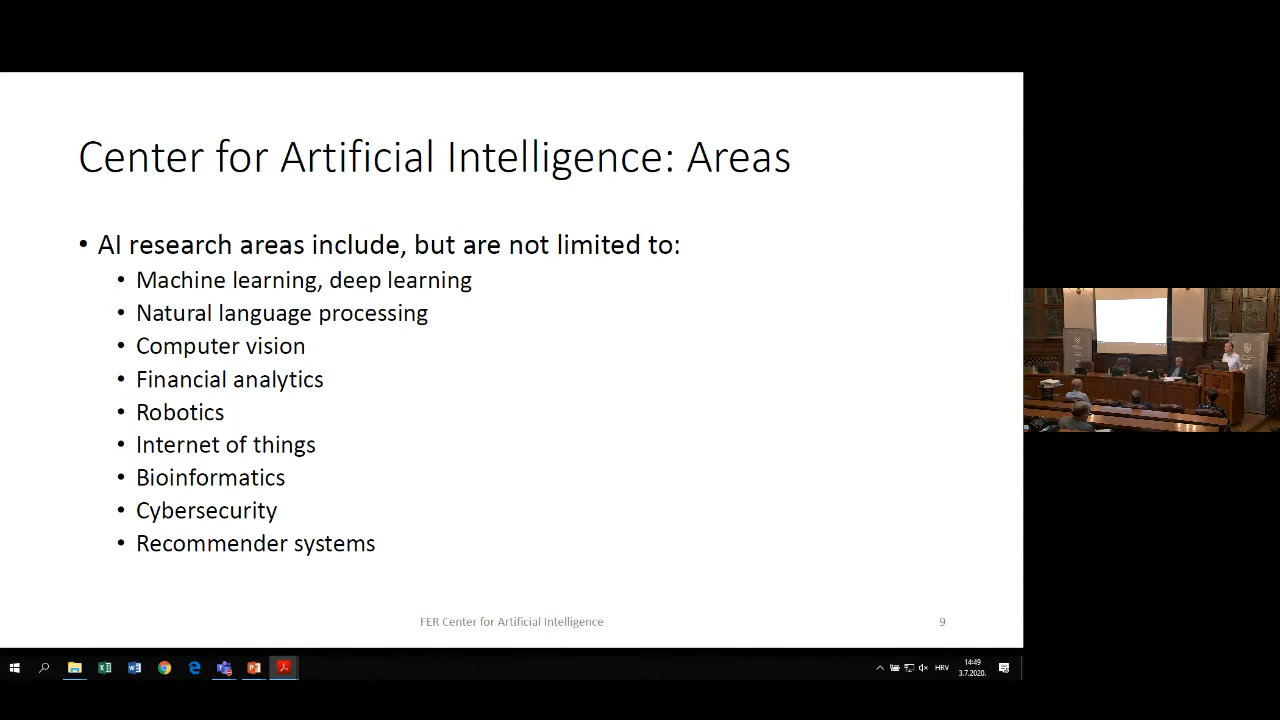 Center for Artificial Intelligence: Areas
• AI research areas include, but are not limited to:
• Machine learning, deep learning
• Natural language processing
• Computer vision
• Financial analytics
• Robotics
• Internet of things
• Bioinformatics
• Cybersecurity
• Recommender systems
FER Center for Artificial Intelligence
9
HRV
14:49
3.7.2020.